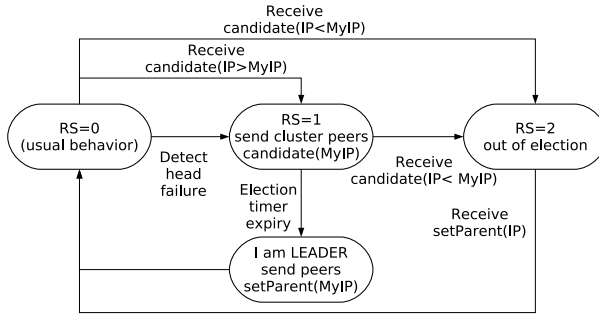 Receive
candidate(IP<MyIP)
Receive
candidate(IP>MyIP)
RS=0
(usual behavior)
RS=1
send cluster peers
candidate(MyIP)
RS=2
out of election
Detect
head
failure
Receive
candidate(IP< MyIP)
Election
timer
expiry
Receive
setParent(IP)
I am LEADER
send peers
setParent(MyIP)